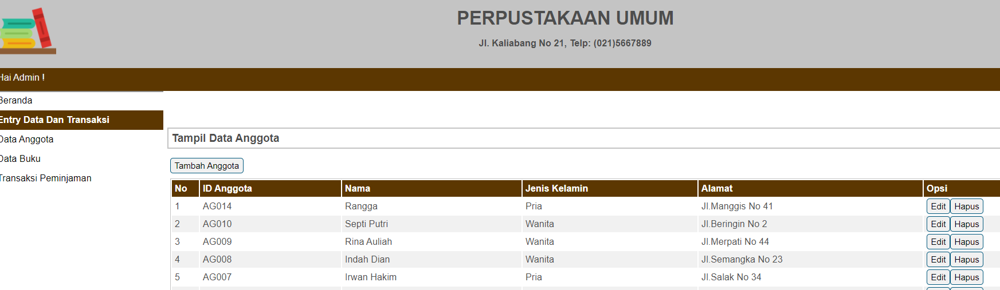 PERPUSTAKAAN UMUM
Jl. Kaliabang No 21, Telp: (021)5667889
Hai Admin !
Beranda
Entry Data Dan Transaksi
Data Anggota
Data Buku
Transaksi Peminjaman
Tampil Data Anggota
Tambah Anggota
No ID Anggota Nama Jenis Kelamin Alamat Opsi
1 AG014 Rangga Pria Jl.Manggis No 41 Edit Hapus
2 AG010 Septi Putri Wanita Jl.Beringin No 2 Edit Hapus
3 AG009 Rina Auliah Wanita Jl.Merpati No 44 Edit Hapus
4 AG008 Indah Dian Wanita Jl.Semangka No 23 Edit Hapus
5 AG007 Irwan Hakim Pria Jl.Salak No 34 Edit Hapus